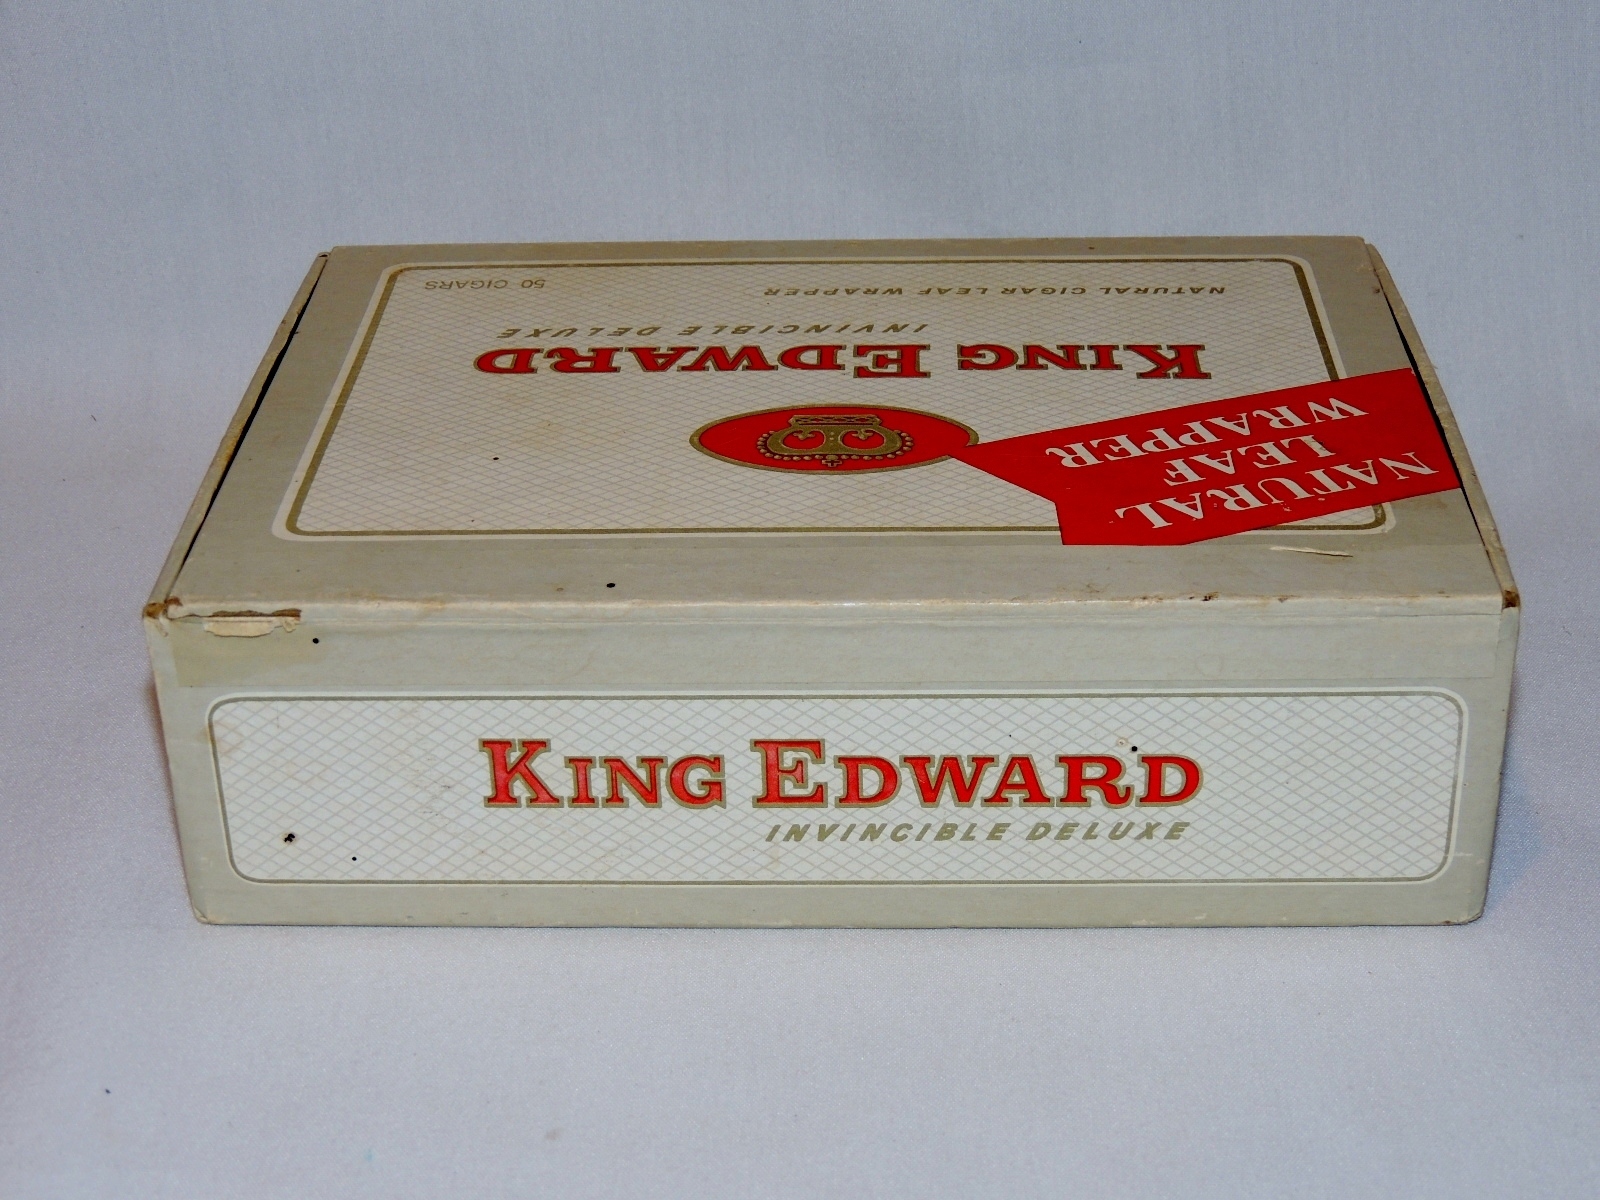 50 CIGARS
NATURAL CIGAR LEAF WRAPPER
INVINCIBLE DELUXE
KING EDWARD
NATURAL
LEAF
WRAPPER
KING EDWARD
INVINCIBLE DELUXE